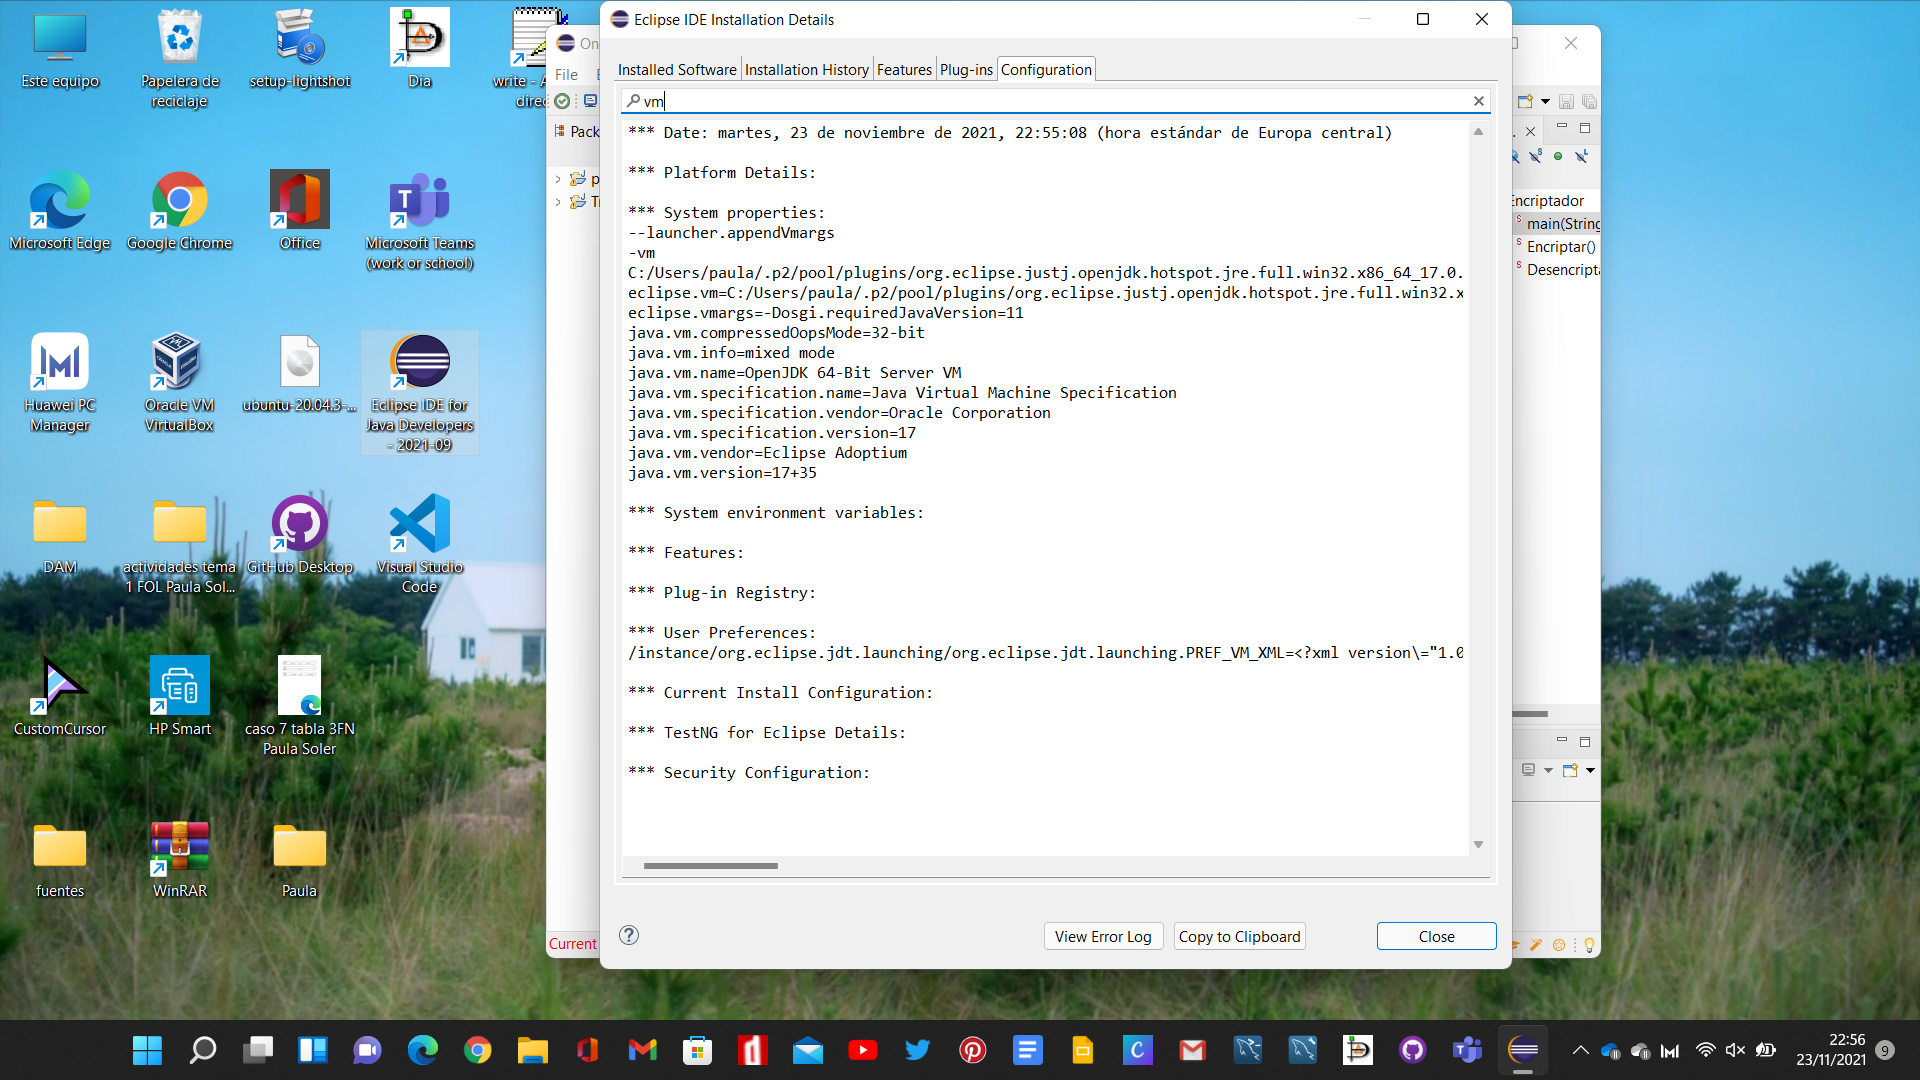 Este equipo
Papelera de
reciclaje
setup-lightshot
Dia
write - A
direc
Microsoft Edge
Google Chrome
Office
Microsoft Teams
(work or school)
Huawei PC
Manager
Oracle VM
VirtualBox
ubuntu-20.04.3-...
Eclipse IDE for
Java Developers
- 2021-09
DAM
actividades tema
1 FOL Paula Sol...
GitHub Desktop
Visual Studio
Code
CustomCursor
HP Smart
caso 7 tabla 3FN
Paula Soler
fuentes
WinRAR
Paula
On
File
Pack
Current
Eclipse IDE Installation Details
Installed Software
Installation History
Features
Plug-ins
Configuration
vm
*** Date: martes, 23 de noviembre de 2021, 22:55:08 (hora estándar de Europa central)
*** Platform Details:
*** System properties:
--launcher.appendVmargs
-vm
C:/Users/paula/.p2/pool/plugins/org.eclipse.justj.openjdk.hotspot.jre.full.win32.x86_64_17.0.
eclipse.vm=C:/Users/paula/.p2/pool/plugins/org.eclipse.justj.openjdk.hotspot.jre.full.win32.x
eclipse.vmargs=-Dosgi.requiredJavaVersion=11
java.vm.compressedOopsMode=32-bit
java.vm.info=mixed mode
java.vm.name=OpenJDK 64-Bit Server VM
java.vm.specification.name=Java Virtual Machine Specification
java.vm.specification.vendor=Oracle Corporation
java.vm.specification.version=17
java.vm.vendor=Eclipse Adoptium
java.vm.version=17+35
*** System environment variables:
*** Features:
*** Plug-in Registry:
*** User Preferences:
/instance/org.eclipse.jdt.launching/org.eclipse.jdt.launching.PREF_VM_XML=<?xml version\="1.0
*** Current Install Configuration:
*** TestNG for Eclipse Details:
*** Security Configuration:
View Error Log
Copy to Clipboard
Close
Encriptador
main(String
Encriptar()
Desencripta
22:56
23/11/2021
9